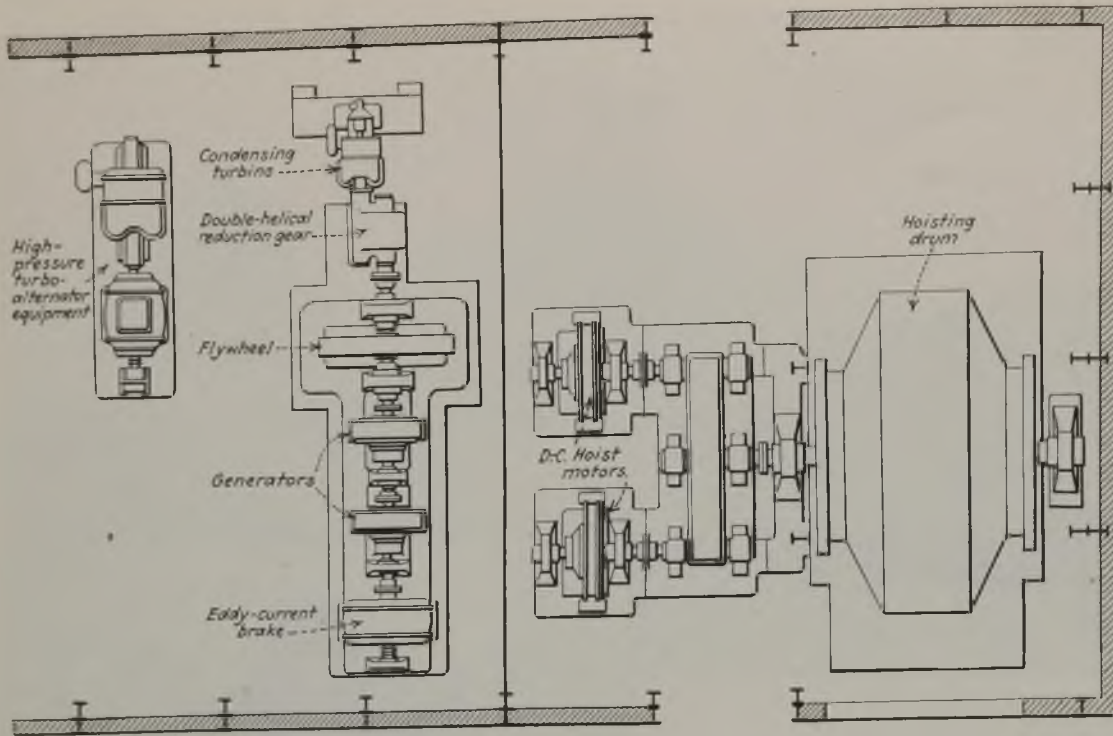 Condensing
turbine
Double-helical
reduction gear
High-
pressure
turbo-
alternator
equipment
Flywheel
Generators
Eddy-current
brake
D-C. Hoist
motors
Hoisting
drum